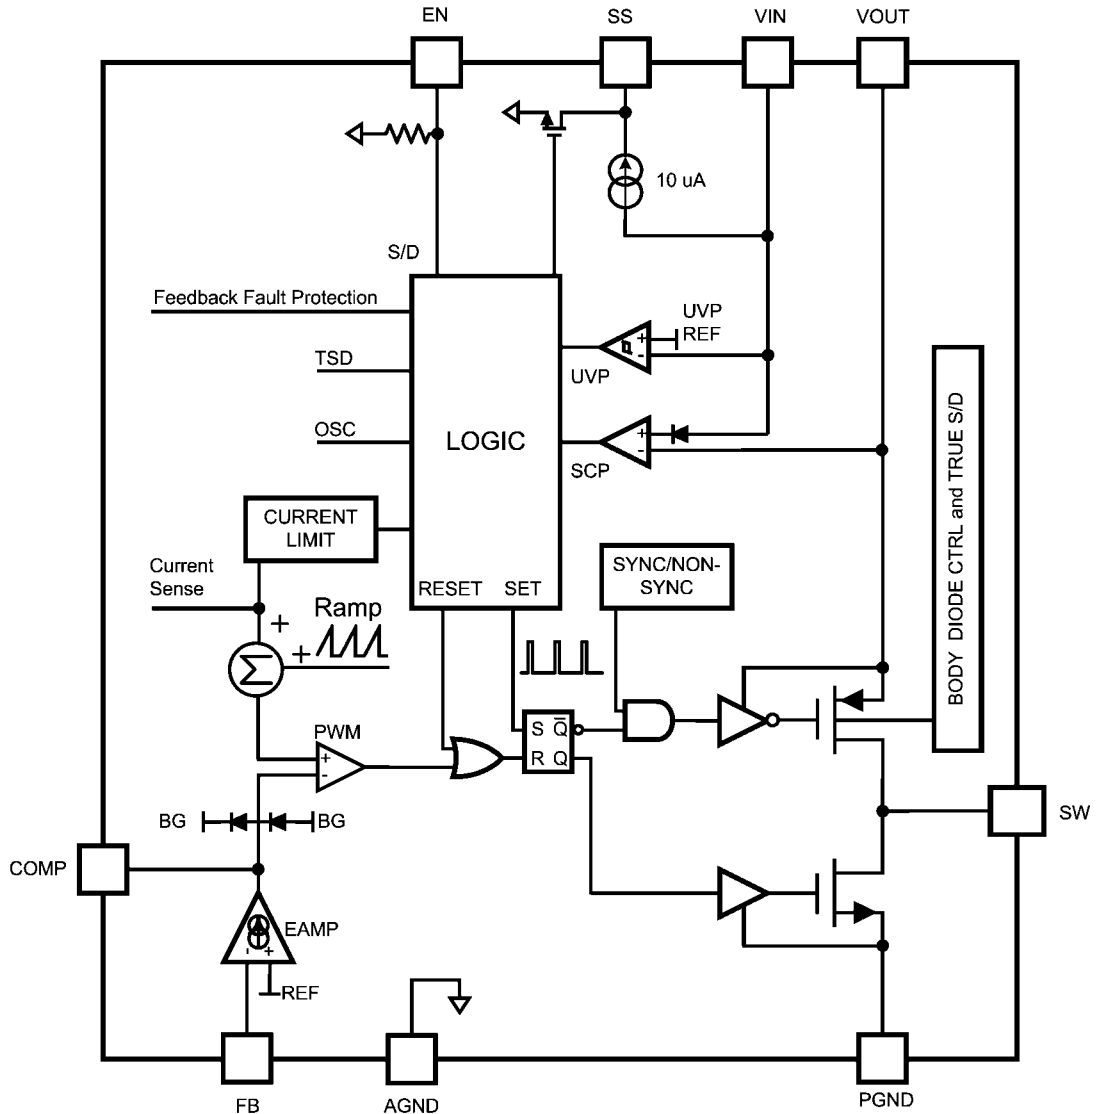 EN
SS
VIN
VOUT
10 uA
S/D
Feedback Fault Protection
UVP
REF
+
-
TSD
UVP
OSC
LOGIC
+
-
SCP
BODY DIODE CTRL and TRUE S/D
CURRENT
LIMIT
Current
Sense
RESET
SET
SYNC/NON-
SYNC
Ramp
+
+
Σ
PWM
+
-
S Q̅
R Q
BG
BG
SW
COMP
EAMP
- +
REF
FB
AGND
PGND